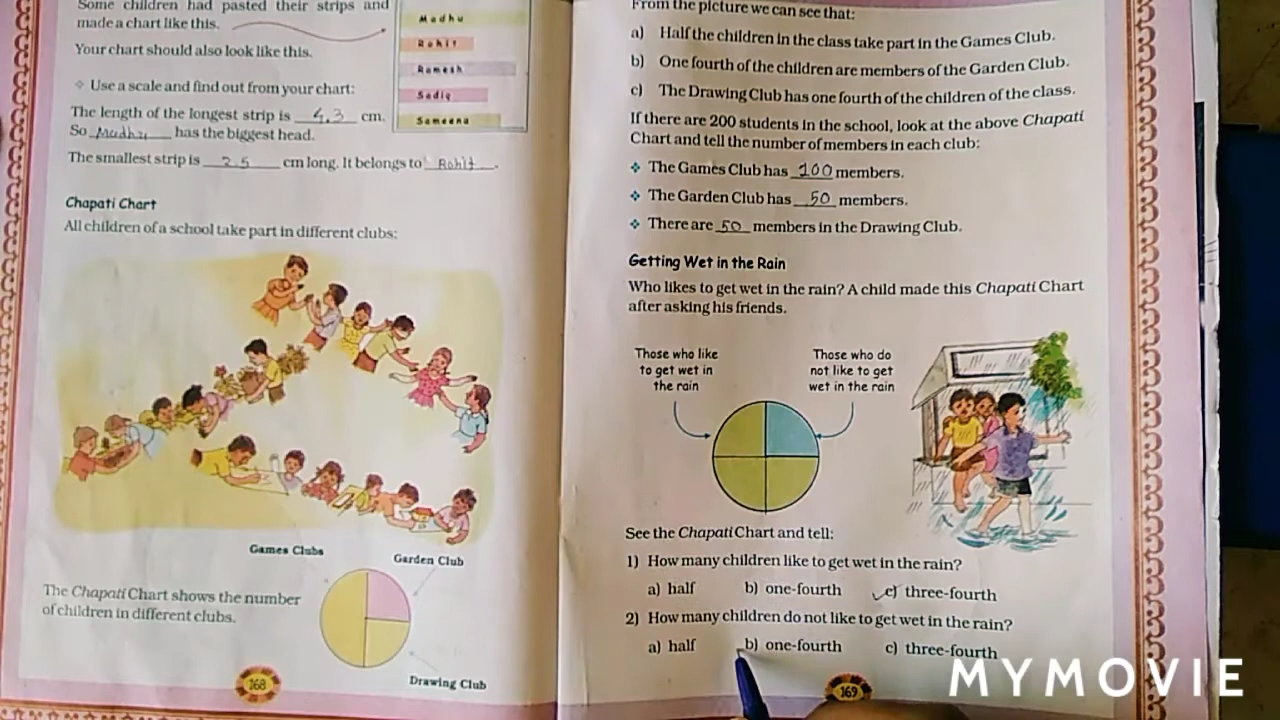 Some children had pasted their strips and
made a chart like this.
Your chart should also look like this.
Madhu
Rohit
Ramesh
Sadiq
Sameena
❖ Use a scale and find out from your chart:
The length of the longest strip is 4.3 cm.
So Madhu has the biggest head.
The smallest strip is 2.5 cm long. It belongs to Rohit.
Chapati Chart
All children of a school take part in different clubs:
Games Clubs
Garden Club
The Chapati Chart shows the number
of children in different clubs.
Drawing Club
168
From the picture we can see that:
a) Half the children in the class take part in the Games Club.
b) One fourth of the children are members of the Garden Club.
c) The Drawing Club has one fourth of the children of the class.
If there are 200 students in the school, look at the above Chapati
Chart and tell the number of members in each club:
❖ The Games Club has 100 members.
❖ The Garden Club has 50 members.
❖ There are 50 members in the Drawing Club.
Getting Wet in the Rain
Who likes to get wet in the rain? A child made this Chapati Chart
after asking his friends.
Those who like
to get wet in
the rain
Those who do
not like to get
wet in the rain
See the Chapati Chart and tell:
1) How many children like to get wet in the rain?
a) half b) one-fourth c) three-fourth
2) How many children do not like to get wet in the rain?
a) half b) one-fourth c) three-fourth
169
MYMOVIE